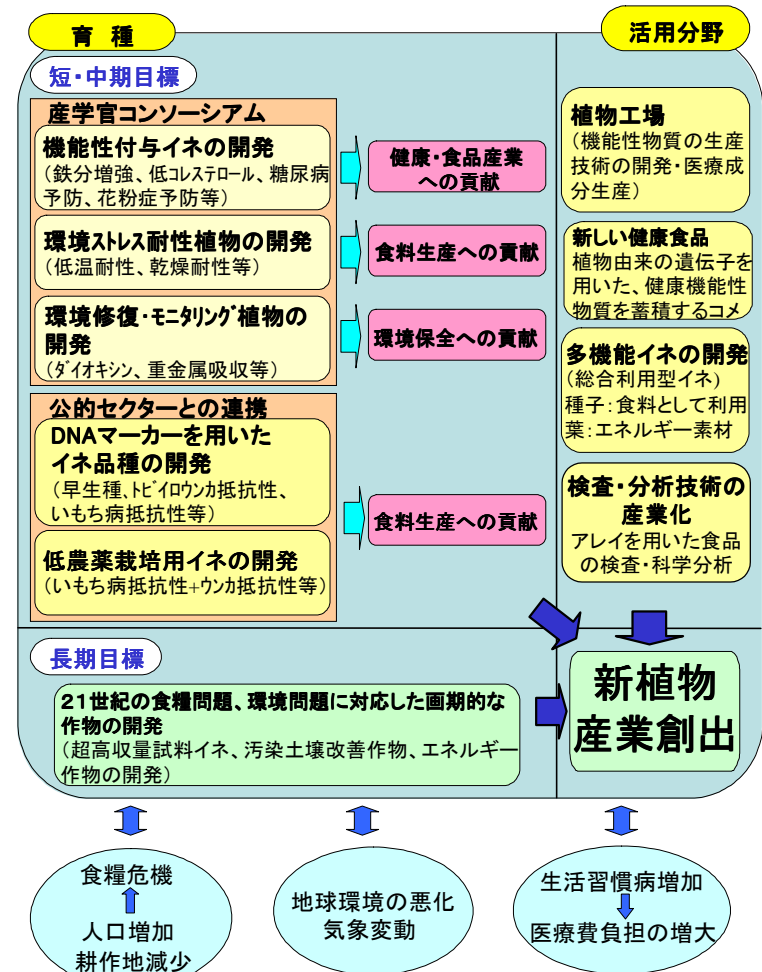 育 種
活用分野
短・中期目標
産学官コンソーシアム
機能性付与イネの開発
(鉄分増強、低コレステロール、糖尿病
予防、花粉症予防等)
健康・食品産業
への貢献
環境ストレス耐性植物の開発
(低温耐性、乾燥耐性等)
食料生産への貢献
環境修復・モニタリング植物の
開発
(ダイオキシン、重金属吸収等)
環境保全への貢献
公的セクターとの連携
DNAマーカーを用いた
イネ品種の開発
(早生種、トビイロウンカ抵抗性、
いもち病抵抗性等)
食料生産への貢献
低農薬栽培用イネの開発
(いもち病抵抗性+ウンカ抵抗性等)
植物工場
(機能性物質の生産
技術の開発・医療成
分生産)
新しい健康食品
植物由来の遺伝子を
用いた、健康機能性
物質を蓄積するコメ
多機能イネの開発
(総合利用型イネ)
種子:食料として利用
葉:エネルギー素材
検査・分析技術の
産業化
アレイを用いた食品
の検査・科学分析
長期目標
21世紀の食糧問題、環境問題に対応した画期的な
作物の開発
(超高収量試料イネ、汚染土壌改善作物、エネルギー
作物の開発)
新植物
産業創出
食糧危機
人口増加
耕作地減少
地球環境の悪化
気象変動
生活習慣病増加
医療費負担の増大